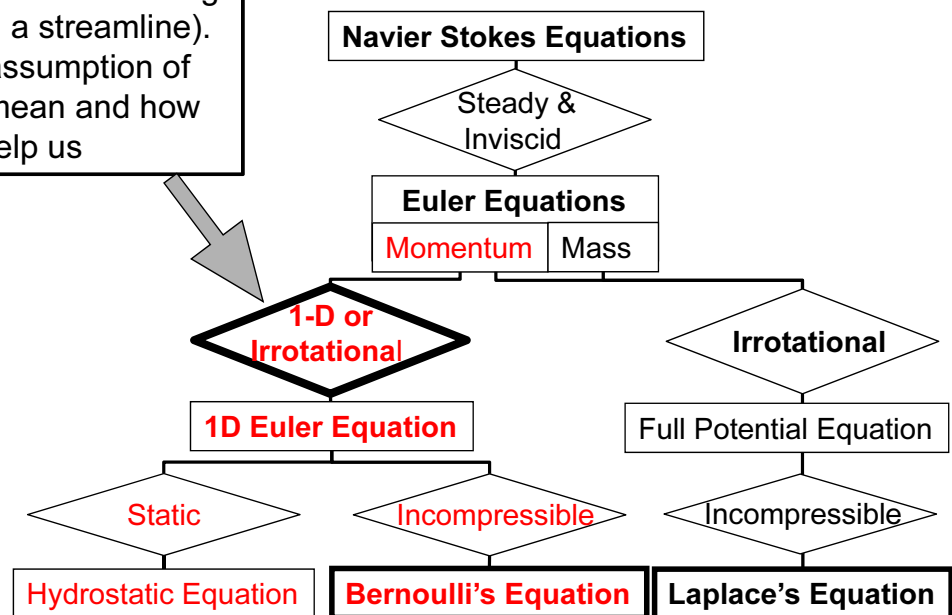 a streamline).
assumption of
mean and how
elp us
Navier Stokes Equations
Steady &
Inviscid
Euler Equations
Momentum Mass
1-D or
Irrotational
Irrotational
1D Euler Equation
Full Potential Equation
Static
Incompressible
Incompressible
Hydrostatic Equation
Bernoulli's Equation
Laplace's Equation